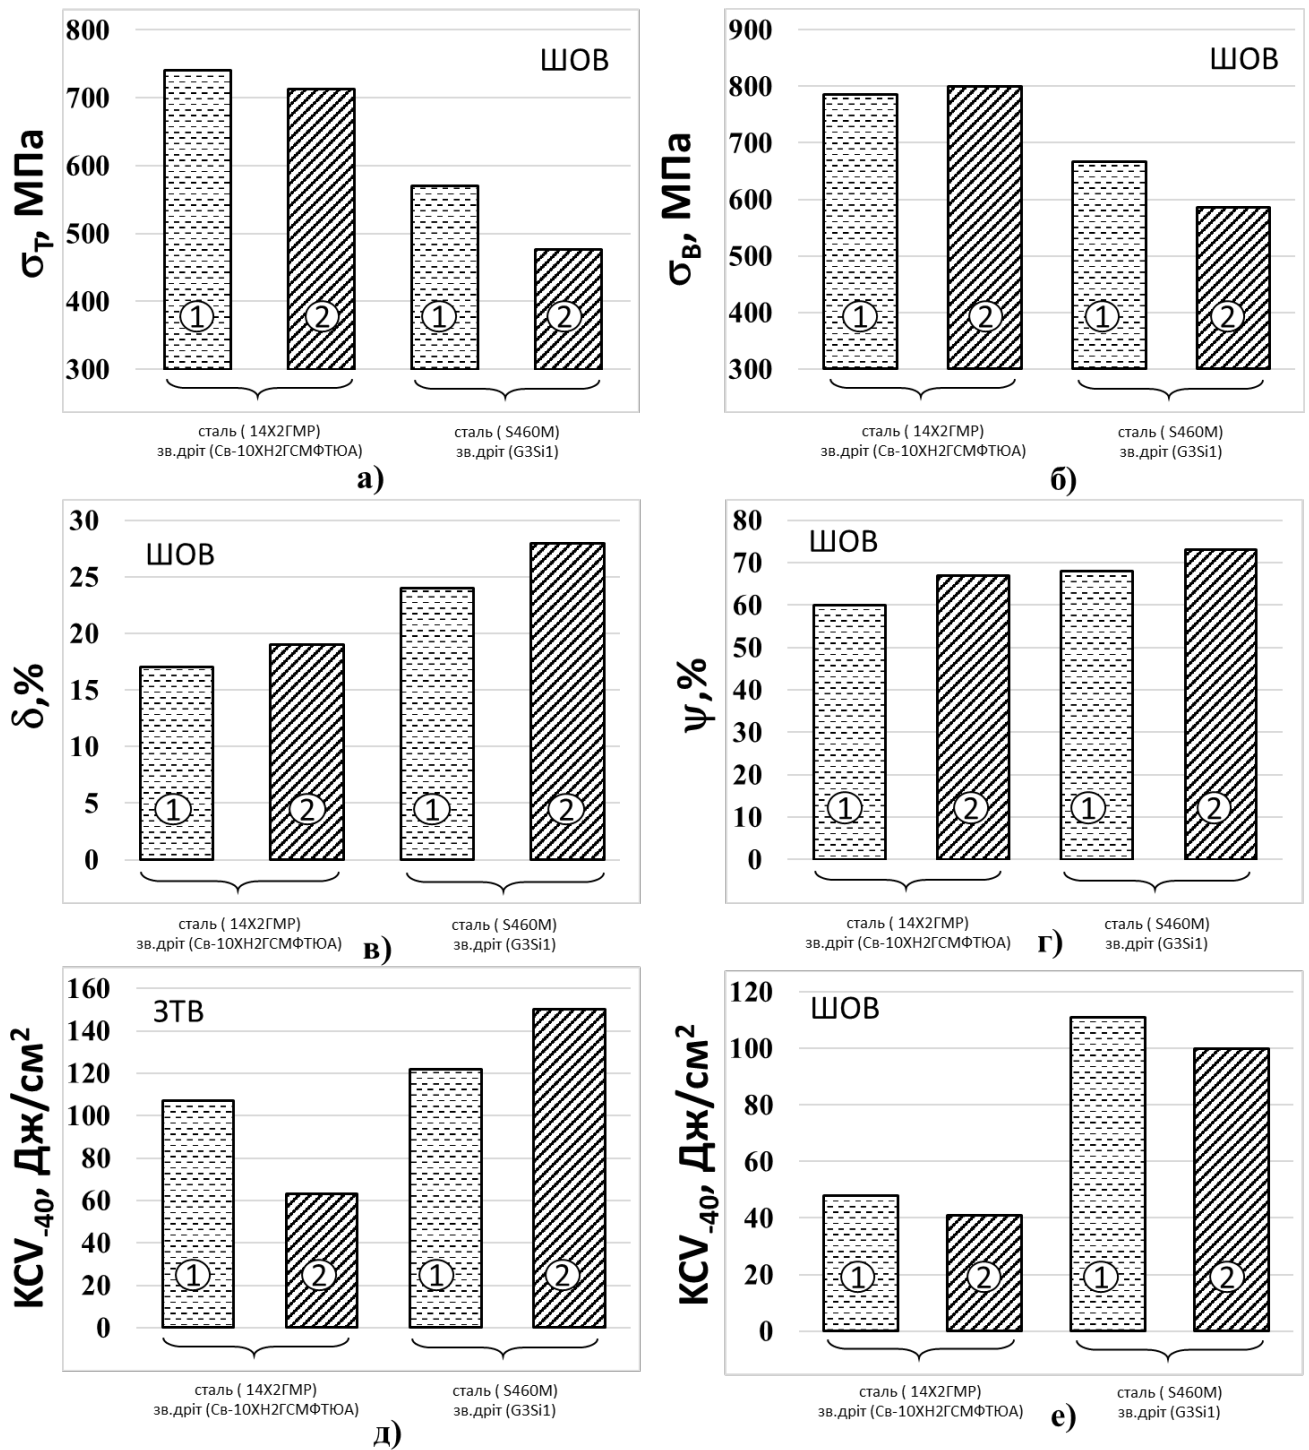 800
700
600
500
400
300
σТ, МПа
ШОВ
1
2
1
2
сталь ( 14Х2ГМР)
зв.дріт (Св-10ХН2ГСМФТЮА)
сталь ( S460M)
зв.дріт (G3Si1)
а)
900
800
700
600
500
400
300
σВ, МПа
ШОВ
1
2
1
2
сталь ( 14Х2ГМР)
зв.дріт (Св-10ХН2ГСМФТЮА)
сталь ( S460M)
зв.дріт (G3Si1)
б)
30
25
20
15
10
5
0
δ,%
ШОВ
1
2
1
2
сталь ( 14Х2ГМР)
зв.дріт (Св-10ХН2ГСМФТЮА)
сталь ( S460M)
зв.дріт (G3Si1)
в)
80
70
60
50
40
30
20
10
0
ψ,%
ШОВ
1
2
1
2
сталь ( 14Х2ГМР)
зв.дріт (Св-10ХН2ГСМФТЮА)
сталь ( S460M)
зв.дріт (G3Si1)
г)
160
140
120
100
80
60
40
20
0
KCV-40, Дж/см²
ЗТВ
1
2
1
2
сталь ( 14Х2ГМР)
зв.дріт (Св-10ХН2ГСМФТЮА)
сталь ( S460M)
зв.дріт (G3Si1)
д)
120
100
80
60
40
20
0
KCV-40, Дж/см²
ШОВ
1
2
1
2
сталь ( 14Х2ГМР)
зв.дріт (Св-10ХН2ГСМФТЮА)
сталь ( S460M)
зв.дріт (G3Si1)
е)